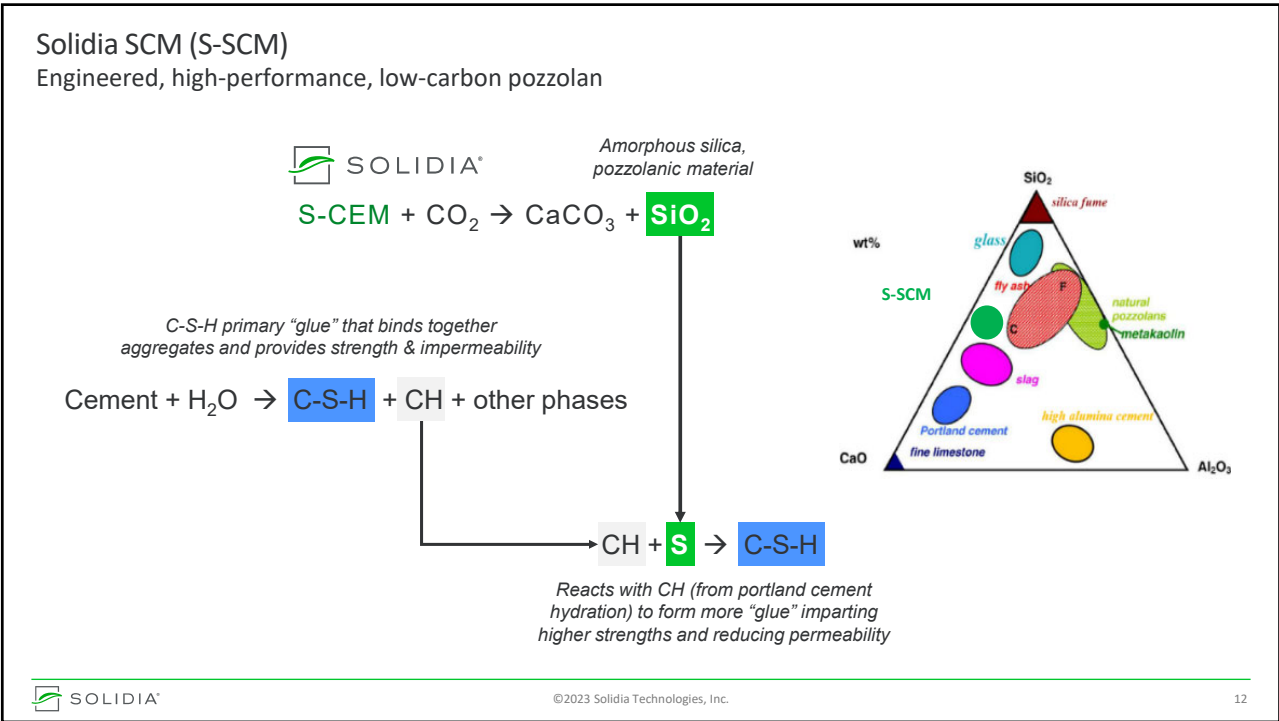 Solidia SCM (S-SCM)
Engineered, high-performance, low-carbon pozzolan
SOLIDIA®
Amorphous silica,
pozzolanic material
S-CEM + CO₂ → CaCO₃ + SiO₂
C-S-H primary “glue” that binds together
aggregates and provides strength & impermeability
Cement + H₂O → C-S-H + CH + other phases
CH + S → C-S-H
Reacts with CH (from portland cement
hydration) to form more “glue” imparting
higher strengths and reducing permeability
SiO₂
silica fume
wt%
glass
S-SCM
fly ash
F
natural
pozzolans
metakaolin
C
slag
Portland cement
high alumina cement
CaO
fine limestone
Al₂O₃
SOLIDIA®
©2023 Solidia Technologies, Inc.
12